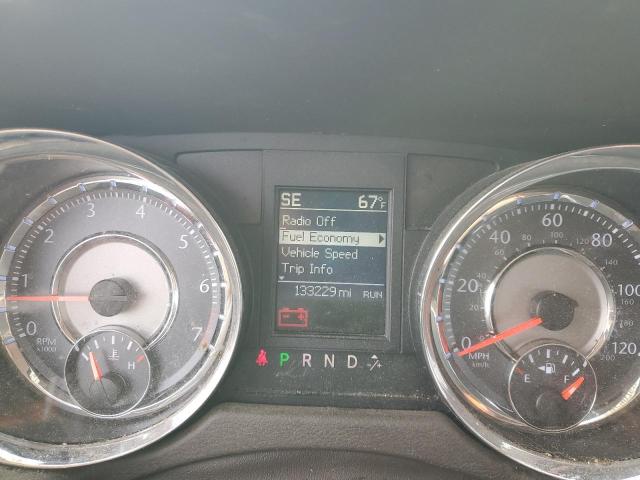 SE 67°F
Radio Off
Fuel Economy
Vehicle Speed
Trip Info
133229 mi RUN
P R N D
0 1 2 3 4 5 6 7
RPM
x1000
H
0 20 40 60 80 100 120
MPH
km/h
E F